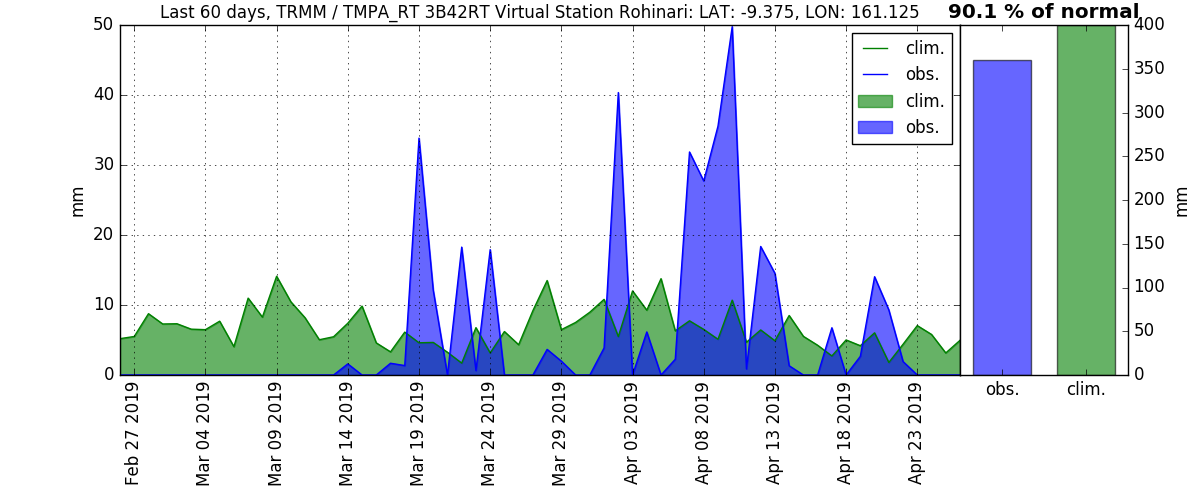 Last 60 days, TRMM / TMPA_RT 3B42RT Virtual Station Rohinari: LAT: -9.375, LON: 161.125
90.1 % of normal
50
40
30
20
10
0
mm
clim.
obs.
clim.
obs.
400
350
300
250
200
150
100
50
0
mm
obs.
clim.
Feb 27 2019
Mar 04 2019
Mar 09 2019
Mar 14 2019
Mar 19 2019
Mar 24 2019
Mar 29 2019
Apr 03 2019
Apr 08 2019
Apr 13 2019
Apr 18 2019
Apr 23 2019